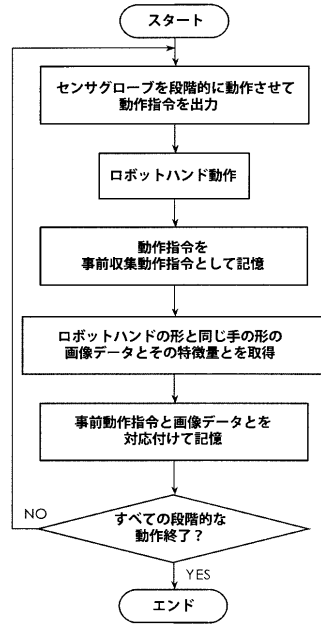 スタート
センサグローブを段階的に動作させて
動作指令を出力
ロボットハンド動作
動作指令を
事前収集動作指令として記憶
ロボットハンドの形と同じ手の形の
画像データとその特徴量とを取得
事前動作指令と画像データとを
対応付けて記憶
すべての段階的な
動作終了？
NO
YES
エンド